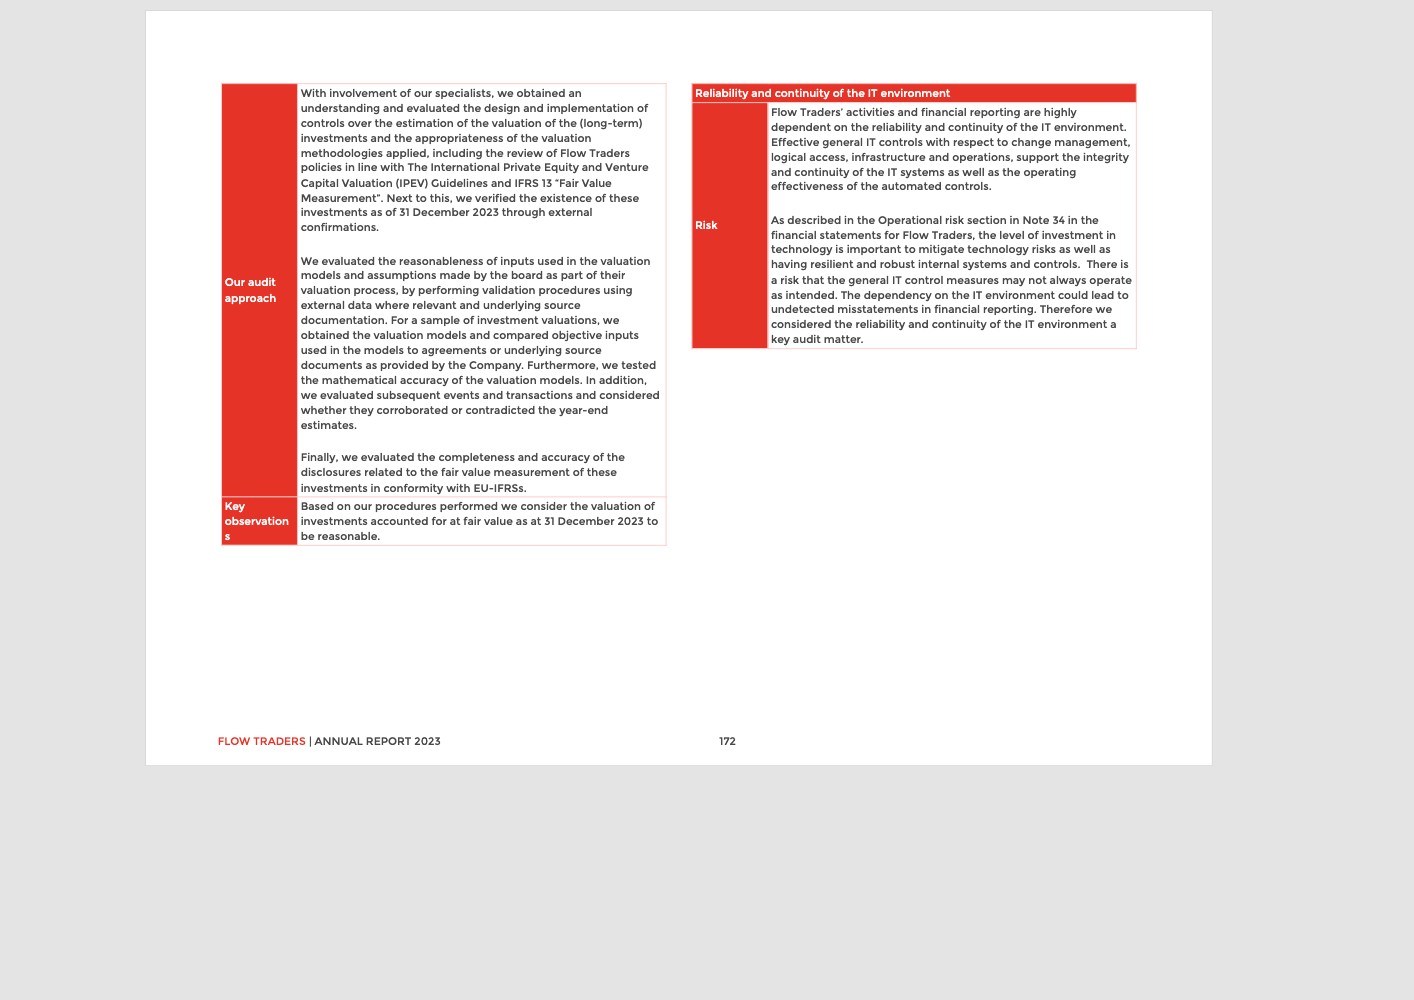 Our audit
approach
With involvement of our specialists, we obtained an
understanding and evaluated the design and implementation of
controls over the estimation of the valuation of the (long-term)
investments and the appropriateness of the valuation
methodologies applied, including the review of Flow Traders
policies in line with The International Private Equity and Venture
Capital Valuation (IPEV) Guidelines and IFRS 13 “Fair Value
Measurement”. Next to this, we verified the existence of these
investments as of 31 December 2023 through external
confirmations.
We evaluated the reasonableness of inputs used in the valuation
models and assumptions made by the board as part of their
valuation process, by performing validation procedures using
external data where relevant and underlying source
documentation. For a sample of investment valuations, we
obtained the valuation models and compared objective inputs
used in the models to agreements or underlying source
documents as provided by the Company. Furthermore, we tested
the mathematical accuracy of the valuation models. In addition,
we evaluated subsequent events and transactions and considered
whether they corroborated or contradicted the year-end
estimates.
Finally, we evaluated the completeness and accuracy of the
disclosures related to the fair value measurement of these
investments in conformity with EU-IFRSs.
Key
observation
s
Based on our procedures performed we consider the valuation of
investments accounted for at fair value as at 31 December 2023 to
be reasonable.
Reliability and continuity of the IT environment
Risk
Flow Traders’ activities and financial reporting are highly
dependent on the reliability and continuity of the IT environment.
Effective general IT controls with respect to change management,
logical access, infrastructure and operations, support the integrity
and continuity of the IT systems as well as the operating
effectiveness of the automated controls.
As described in the Operational risk section in Note 34 in the
financial statements for Flow Traders, the level of investment in
technology is important to mitigate technology risks as well as
having resilient and robust internal systems and controls.  There is
a risk that the general IT control measures may not always operate
as intended. The dependency on the IT environment could lead to
undetected misstatements in financial reporting. Therefore we
considered the reliability and continuity of the IT environment a
key audit matter.
FLOW TRADERS | ANNUAL REPORT 2023
172